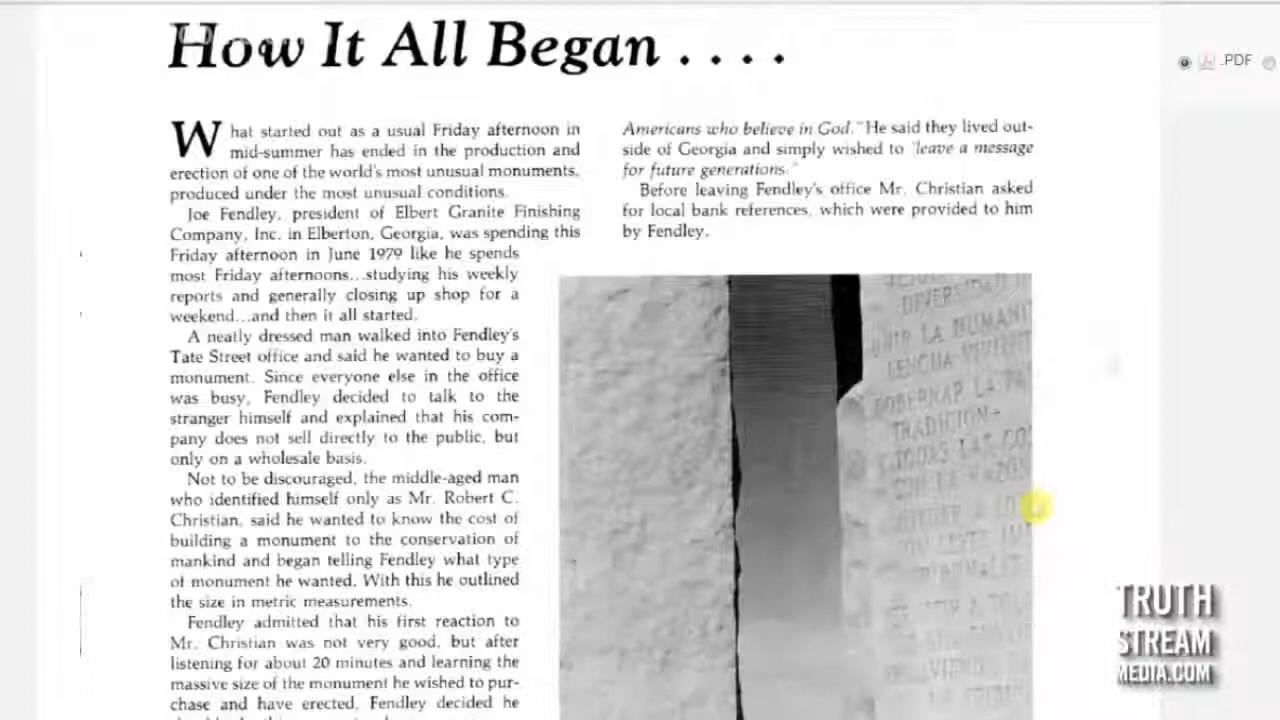 How It All Began . . . .
What started out as a usual Friday afternoon in
mid-summer has ended in the production and
erection of one of the world's most unusual monuments,
produced under the most unusual conditions.
Joe Fendley, president of Elbert Granite Finishing
Company, Inc. in Elberton, Georgia, was spending this
Friday afternoon in June 1979 like he spends
most Friday afternoons...studying his weekly
reports and generally closing up shop for a
weekend...and then it all started.
A neatly dressed man walked into Fendley's
Tate Street office and said he wanted to buy a
monument. Since everyone else in the office
was busy, Fendley decided to talk to the
stranger himself and explained that his com-
pany does not sell directly to the public, but
only on a wholesale basis.
Not to be discouraged, the middle-aged man
who identified himself only as Mr. Robert C.
Christian, said he wanted to know the cost of
building a monument to the conservation of
mankind and began telling Fendley what type
of monument he wanted. With this he outlined
the size in metric measurements.
Fendley admitted that his first reaction to
Mr. Christian was not very good, but after
listening for about 20 minutes and learning the
massive size of the monument he wished to pur-
chase and have erected, Fendley decided he
Americans who believe in God." He said they lived out-
side of Georgia and simply wished to "leave a message
for future generations."
Before leaving Fendley's office Mr. Christian asked
for local bank references, which were provided to him
by Fendley.
UNIR LA HUMANI
LENGUA VIVIENT
GOBERNAR LA PA
TRADICION-
TODAS LAS CO
CON LA RAZON
.PDF
TRUTH
STREAM
MEDIA.COM